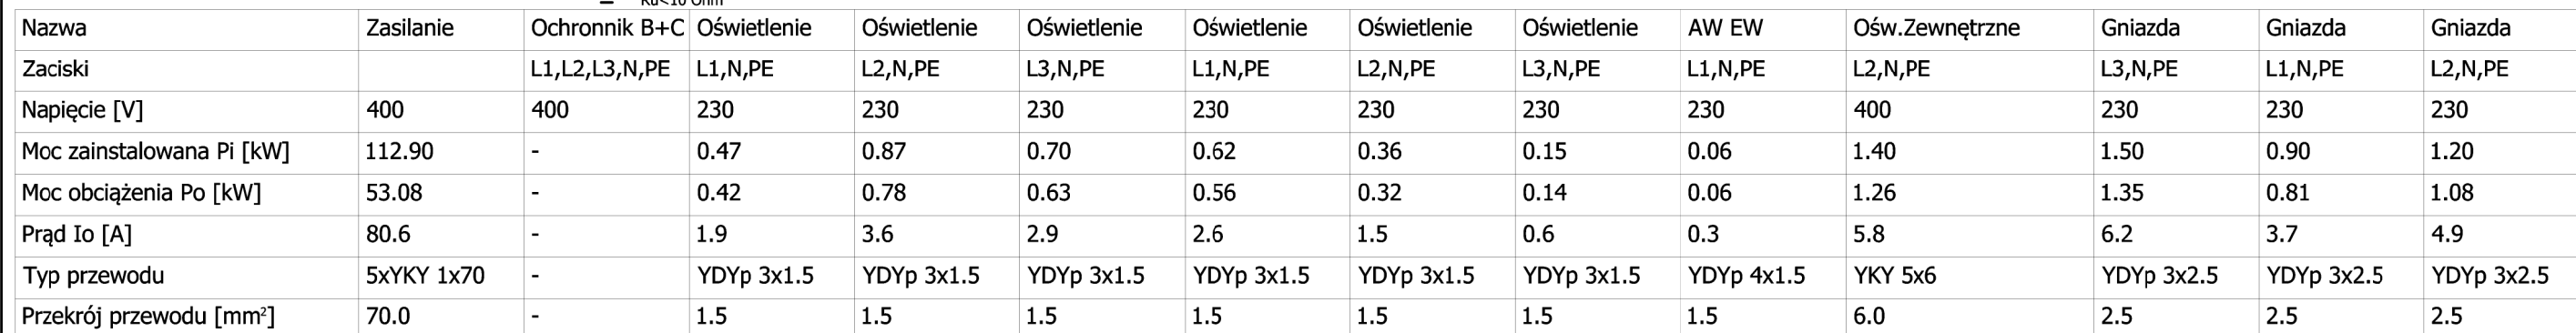 Ru<10 Ohm
Nazwa Zasilanie Ochronnik B+C Oświetlenie Oświetlenie Oświetlenie Oświetlenie Oświetlenie Oświetlenie AW EW Ośw.Zewnętrzne Gniazda Gniazda Gniazda
Zaciski L1,L2,L3,N,PE L1,N,PE L2,N,PE L3,N,PE L1,N,PE L2,N,PE L3,N,PE L1,N,PE L2,N,PE L3,N,PE L1,N,PE L2,N,PE
Napięcie [V] 400 400 230 230 230 230 230 230 230 400 230 230 230
Moc zainstalowana Pi [kW] 112.90 - 0.47 0.87 0.70 0.62 0.36 0.15 0.06 1.40 1.50 0.90 1.20
Moc obciążenia Po [kW] 53.08 - 0.42 0.78 0.63 0.56 0.32 0.14 0.06 1.26 1.35 0.81 1.08
Prąd Io [A] 80.6 - 1.9 3.6 2.9 2.6 1.5 0.6 0.3 5.8 6.2 3.7 4.9
Typ przewodu 5xYKY 1x70 - YDYp 3x1.5 YDYp 3x1.5 YDYp 3x1.5 YDYp 3x1.5 YDYp 3x1.5 YDYp 3x1.5 YDYp 4x1.5 YKY 5x6 YDYp 3x2.5 YDYp 3x2.5 YDYp 3x2.5
Przekrój przewodu [mm²] 70.0 - 1.5 1.5 1.5 1.5 1.5 1.5 1.5 6.0 2.5 2.5 2.5